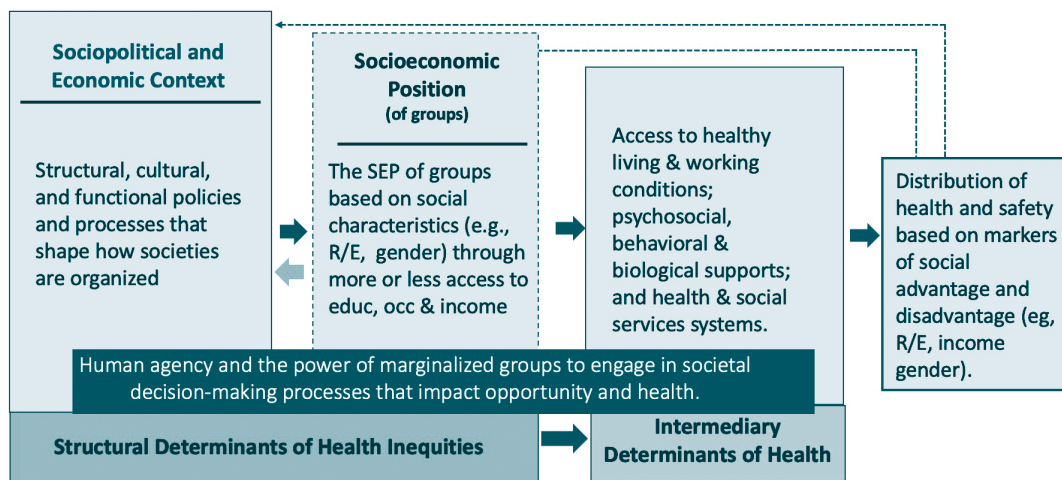 Sociopolitical and
Economic Context
Structural, cultural,
and functional policies
and processes that
shape how societies
are organized
Socioeconomic
Position
(of groups)
The SEP of groups
based on social
characteristics (e.g.,
R/E, gender) through
more or less access to
educ, occ & income
Access to healthy
living & working
conditions;
psychosocial,
behavioral &
biological supports;
and health & social
services systems.
Distribution of
health and safety
based on markers
of social
advantage and
disadvantage (eg,
R/E, income
gender).
Human agency and the power of marginalized groups to engage in societal
decision-making processes that impact opportunity and health.
Structural Determinants of Health Inequities
Intermediary
Determinants of Health